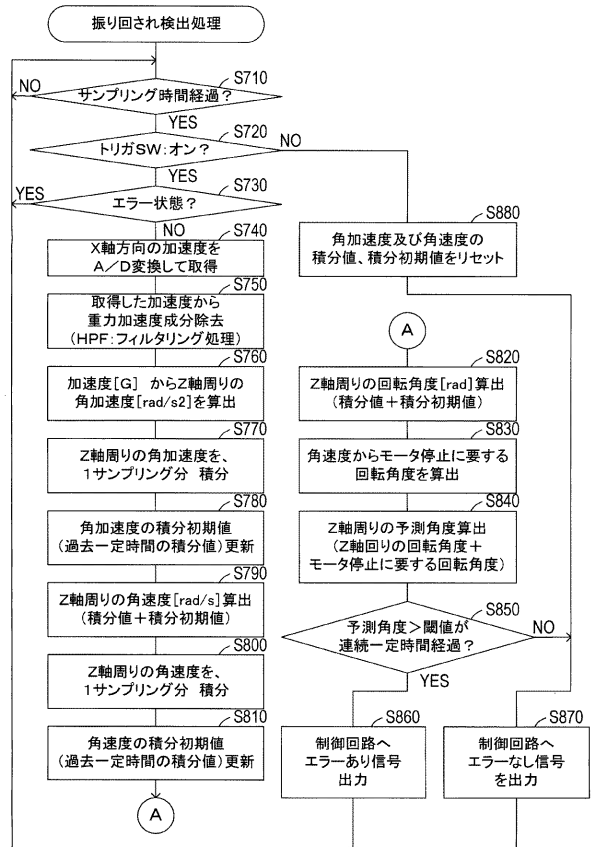 振り回され検出処理
S710
NO
サンプリング時間経過？
YES
S720
トリガSW：オン？
NO
YES
S730
YES
エラー状態？
NO
S740
X軸方向の加速度を
A／D変換して取得
S750
取得した加速度から
重力加速度成分除去
（HPF：フィルタリング処理）
S760
加速度[G]　からZ軸周りの
角加速度[rad/s2]を算出
S770
Z軸周りの角加速度を、
1サンプリング分　積分
S780
角加速度の積分初期値
（過去一定時間の積分値）更新
S790
Z軸周りの角速度[rad/s]算出
（積分値＋積分初期値）
S800
Z軸周りの角速度を、
1サンプリング分　積分
S810
角速度の積分初期値
（過去一定時間の積分値）更新
A
S880
角加速度及び角速度の
積分値、積分初期値をリセット
A
S820
Z軸周りの回転角度[rad]算出
（積分値＋積分初期値）
S830
角速度からモータ停止に要する
回転角度を算出
S840
Z軸周りの予測角度算出
（Z軸回りの回転角度＋
モータ停止に要する回転角度）
S850
予測角度＞閾値が
連続一定時間経過？
NO
YES
S860
制御回路へ
エラーあり信号
出力
S870
制御回路へ
エラーなし信号
を出力